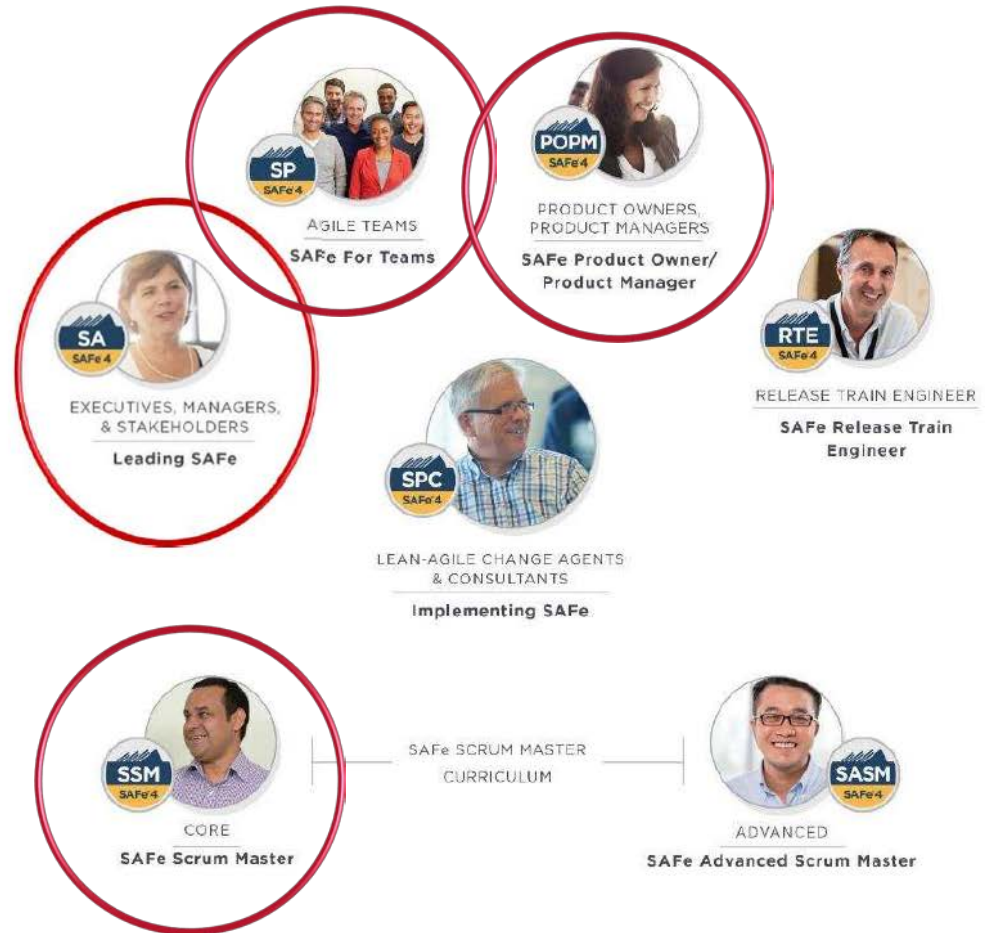 SP
SAFe®4
AGILE TEAMS
SAFe For Teams
POPM
SAFe®4
PRODUCT OWNERS,
PRODUCT MANAGERS
SAFe Product Owner/
Product Manager
SA
SAFe®4
EXECUTIVES, MANAGERS,
& STAKEHOLDERS
Leading SAFe
RTE
SAFe®4
RELEASE TRAIN ENGINEER
SAFe Release Train
Engineer
SPC
SAFe®4
LEAN-AGILE CHANGE AGENTS
& CONSULTANTS
Implementing SAFe
SSM
SAFe®4
CORE
SAFe Scrum Master
SAFe SCRUM MASTER
CURRICULUM
SASM
SAFe®4
ADVANCED
SAFe Advanced Scrum Master